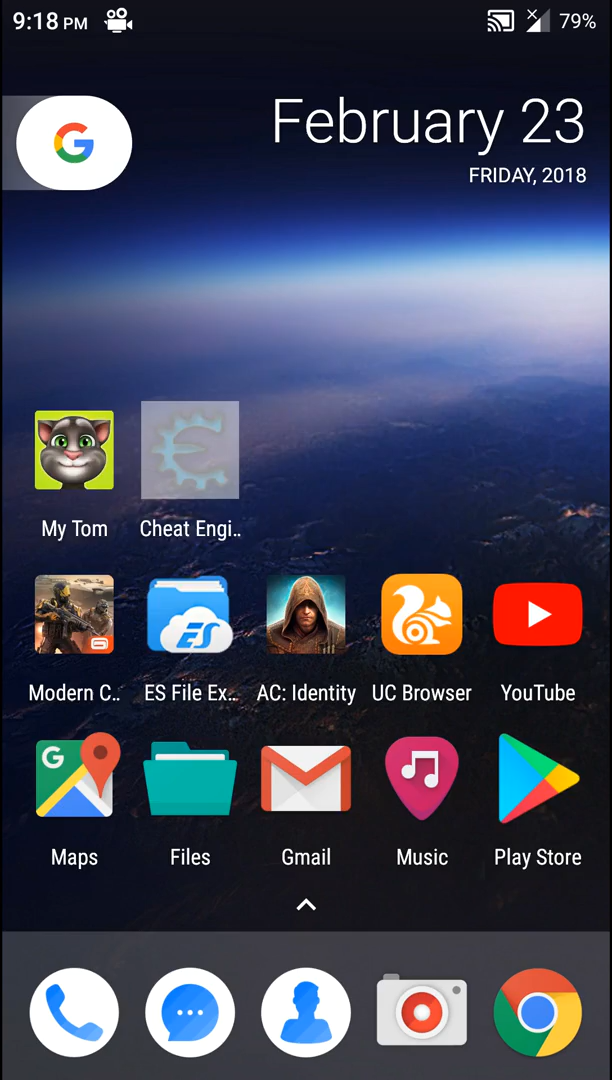 9:18 PM
79%
February 23
FRIDAY, 2018
My Tom
Cheat Engi..
Modern C..
ES File Ex..
AC: Identity
UC Browser
YouTube
Maps
Files
Gmail
Music
Play Store